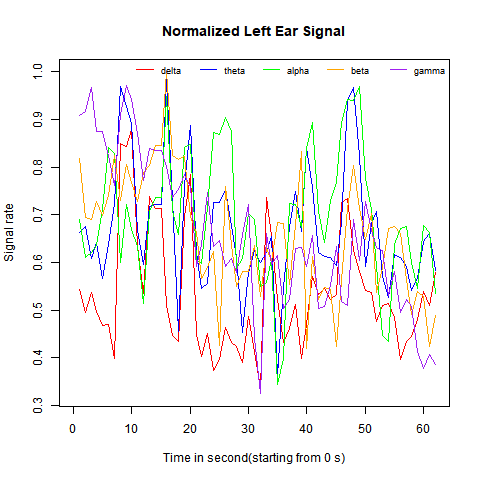 Normalized Left Ear Signal
delta theta alpha beta gamma
1.0
0.9
0.8
0.7
0.6
0.5
0.4
0.3
Signal rate
0 10 20 30 40 50 60
Time in second(starting from 0 s)